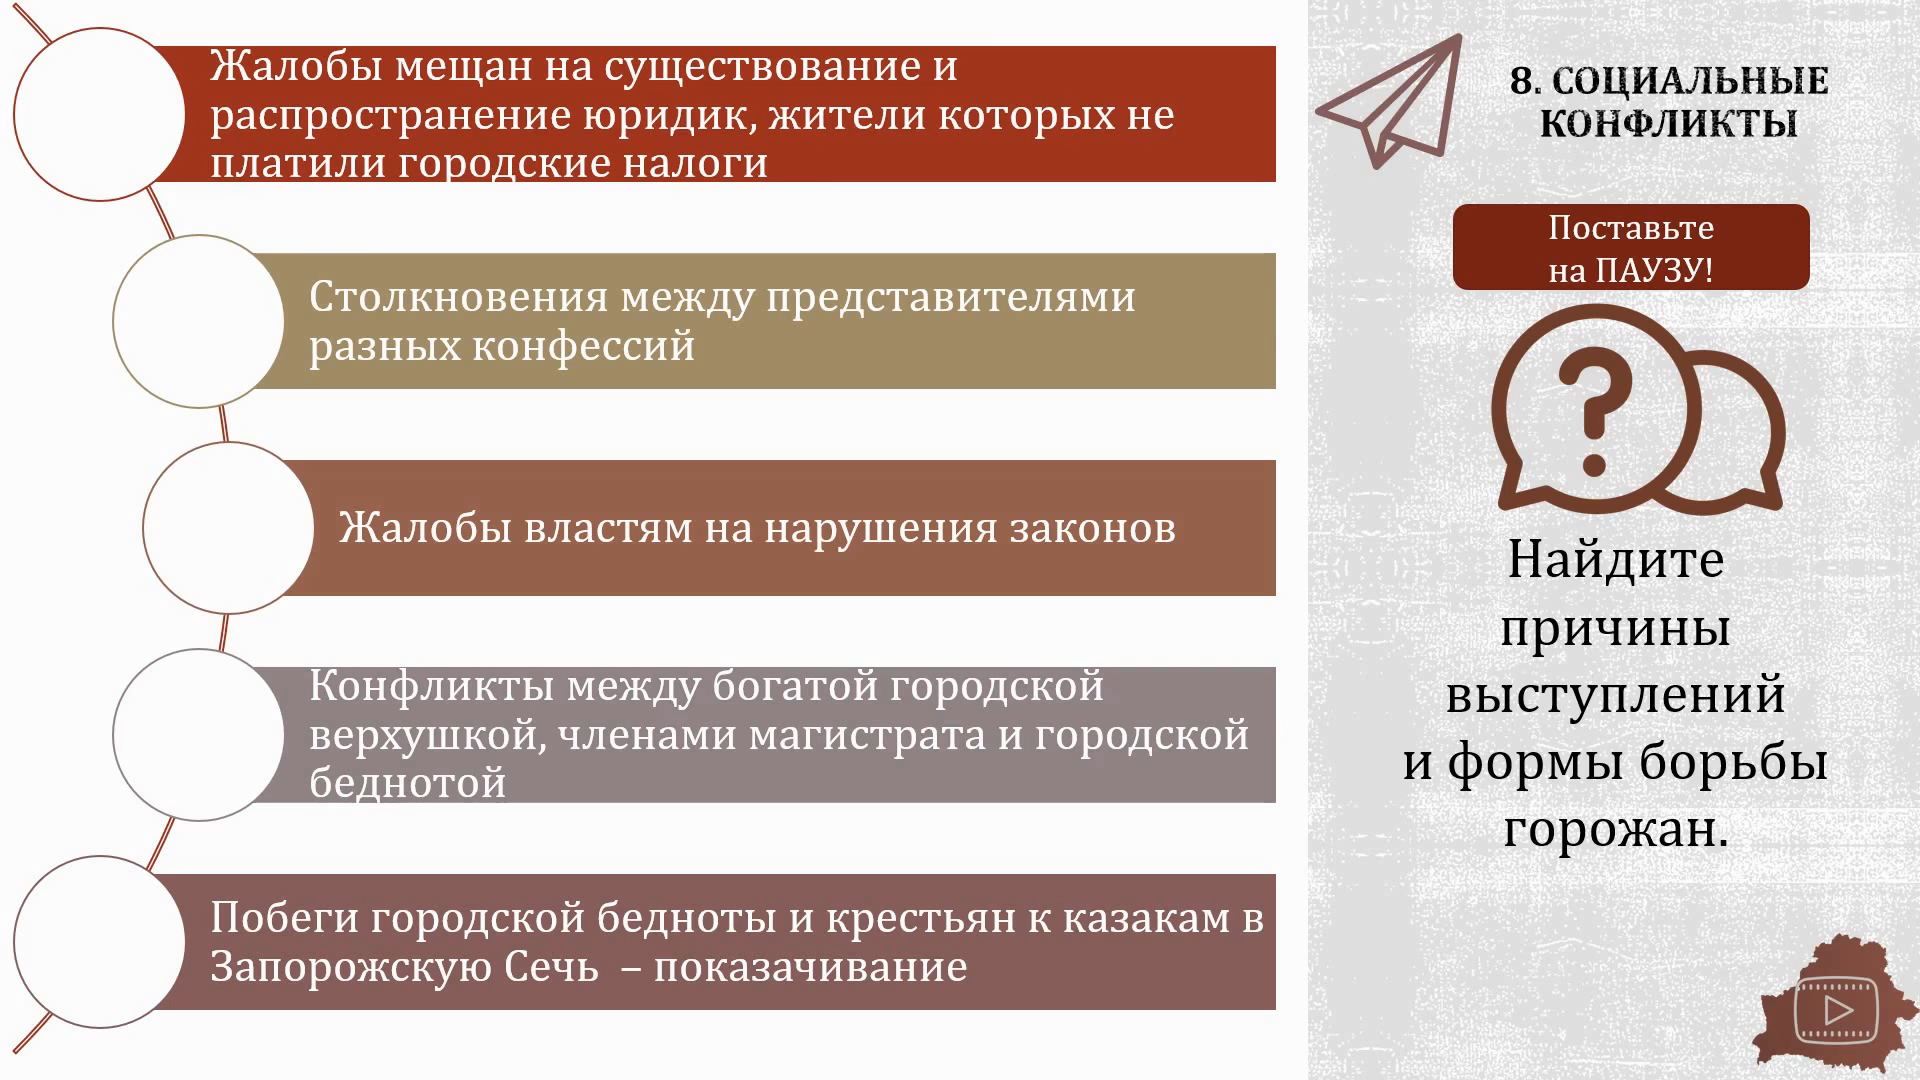 Жалобы мещан на существование и
распространение юридик, жители которых не
платили городские налоги
Столкновения между представителями
разных конфессий
Жалобы властям на нарушения законов
Конфликты между богатой городской
верхушкой, членами магистрата и городской
беднотой
Побеги городской бедноты и крестьян к казакам в
Запорожскую Сечь – показачивание
8. СОЦИАЛЬНЫЕ
КОНФЛИКТЫ
Поставьте
на ПАУЗУ!
?
Найдите
причины
выступлений
и формы борьбы
горожан.